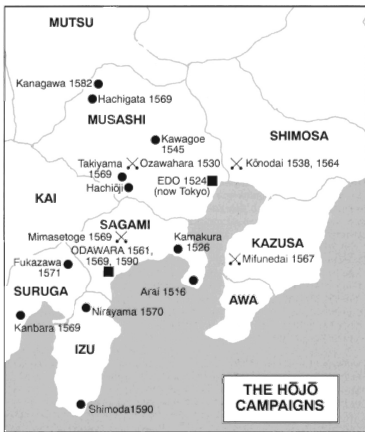 MUTSU
Kanagawa 1582
Hachigata 1569
MUSASHI
Kawagoe
1545
SHIMOSA
Takiyama
1569
Ozawahara 1530
Kōnodai 1538, 1564
Hachiōji
EDO 1524
(now Tokyo)
KAI
SAGAMI
Mimasetoge 1569
ODAWARA 1561,
1569, 1590
Kamakura
1526
KAZUSA
Fukazawa
1571
Mifunedai 1567
Arai 1516
SURUGA
AWA
Nirayama 1570
Kanbara 1569
IZU
Shimoda1590
THE HŌJŌ
CAMPAIGNS